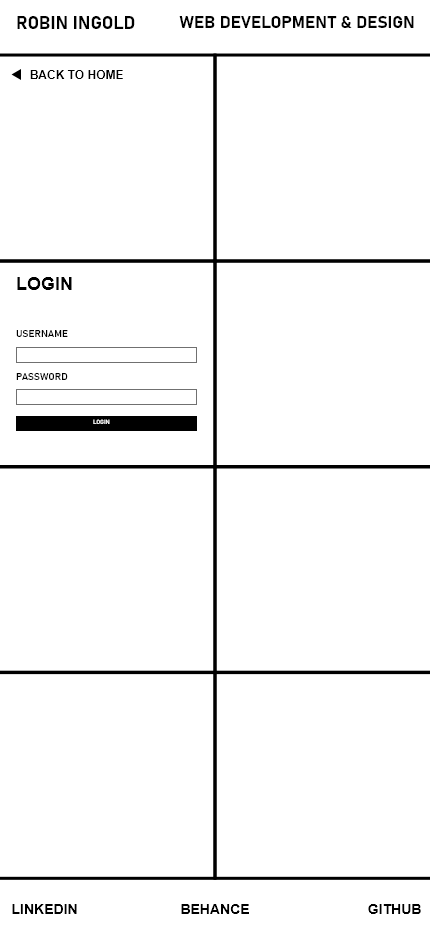 ROBIN INGOLD WEB DEVELOPMENT & DESIGN
BACK TO HOME
LOGIN
USERNAME
PASSWORD
LOGIN
LINKEDIN BEHANCE GITHUB